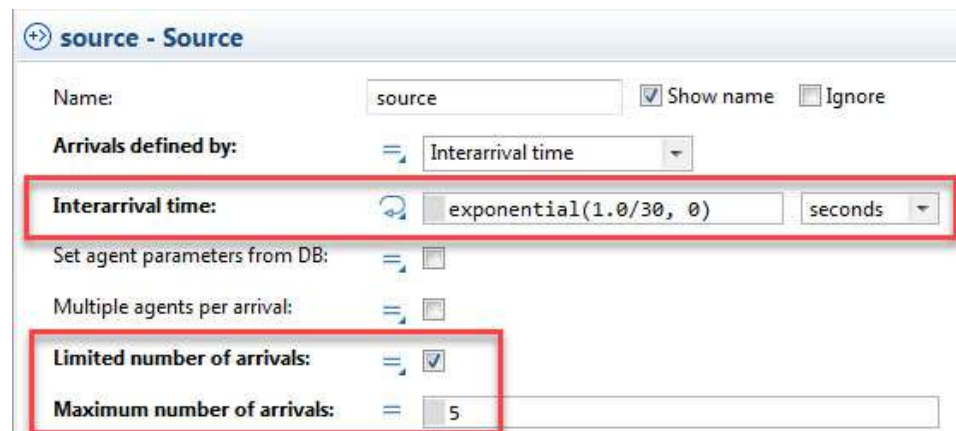 source - Source
Name: source Show name Ignore
Arrivals defined by: Interarrival time
Interarrival time: exponential(1.0/30, 0) seconds
Set agent parameters from DB:
Multiple agents per arrival:
Limited number of arrivals:
Maximum number of arrivals: 5